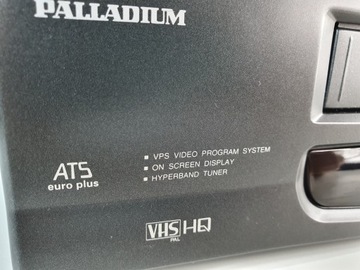 PALLADIUM
VPS VIDEO PROGRAM SYSTEM
ON SCREEN DISPLAY
HYPERBAND TUNER
ATS
euro plus
VHS HQ
PAL